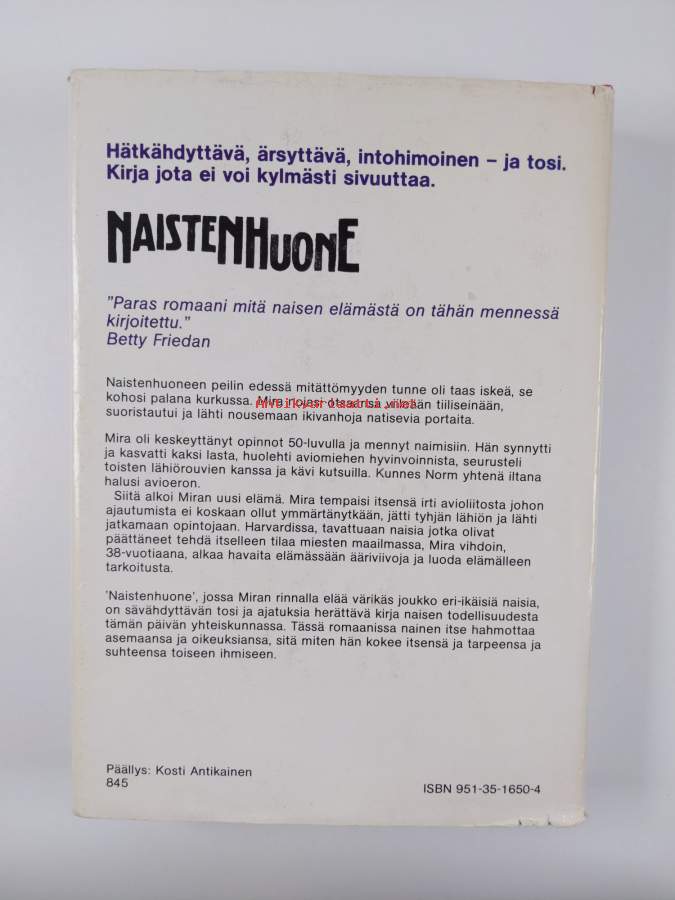 Hätkähdyttävä, ärsyttävä, intohimoinen – ja tosi.
Kirja jota ei voi kylmästi sivuuttaa.
NAISTENHUONE
"Paras romaani mitä naisen elämästä on tähän mennessä
kirjoitettu."
Betty Friedan
Naistenhuoneen peilin edessä mitättömyyden tunne oli taas iskeä, se
kohosi palana kurkussa. Mira nojasi otsaansa viileään tiiliseinään,
suoristautui ja lähti nousemaan ikivanhoja natisevia portaita.
Mira oli keskeyttänyt opinnot 50-luvulla ja mennyt naimisiin. Hän synnytti
ja kasvatti kaksi lasta, huolehti aviomiehen hyvinvoinnista, seurusteli
toisten lähiörouvien kanssa ja kävi kutsuilla. Kunnes Norm yhtenä iltana
halusi avioeron.
Siitä alkoi Miran uusi elämä. Mira tempaisi itsensä irti avioliitosta johon
ajautumista ei koskaan ollut ymmärtänytkään, jätti tyhjän lähiön ja lähti
jatkamaan opintojaan. Harvardissa, tavattuaan naisia jotka olivat
päättäneet tehdä itselleen tilaa miesten maailmassa, Mira vihdoin,
38-vuotiaana, alkaa havaita elämässään ääriviivoja ja luoda elämälleen
tarkoitusta.
'Naistenhuone', jossa Miran rinnalla elää värikäs joukko eri-ikäisiä naisia,
on sävähdyttävän tosi ja ajatuksia herättävä kirja naisen todellisuudesta
tämän päivän yhteiskunnassa. Tässä romaanissa nainen itse hahmottaa
asemaansa ja oikeuksiansa, sitä miten hän kokee itsensä ja tarpeensa ja
suhteensa toiseen ihmiseen.
Päällys: Kosti Antikainen
845
ISBN 951-35-1650-4